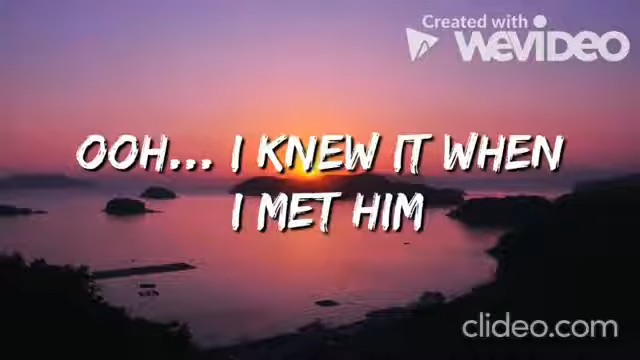 Created with
WEVIDEO
OOH... I KNEW IT WHEN
I MET HIM
clideo.com